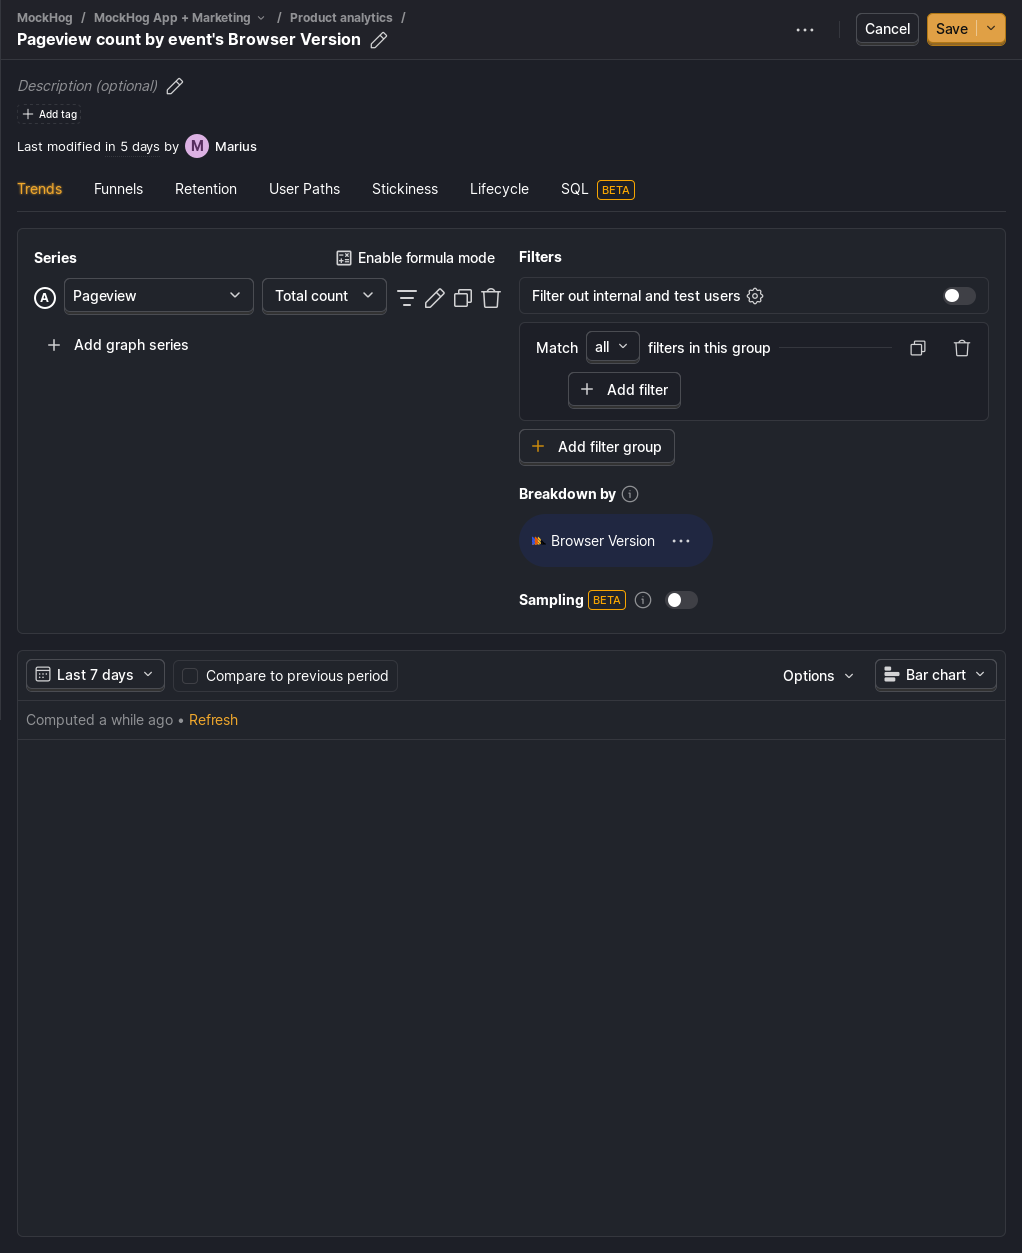 MockHog / MockHog App + Marketing / Product analytics /
Pageview count by event's Browser Version
Cancel
Save
Description (optional)
Add tag
Last modified in 5 days by M Marius
Trends Funnels Retention User Paths Stickiness Lifecycle SQL BETA
Series
Enable formula mode
A Pageview Total count
Add graph series
Filters
Filter out internal and test users
Match all filters in this group
Add filter
Add filter group
Breakdown by
Browser Version
Sampling BETA
Last 7 days Compare to previous period Options Bar chart
Computed a while ago • Refresh